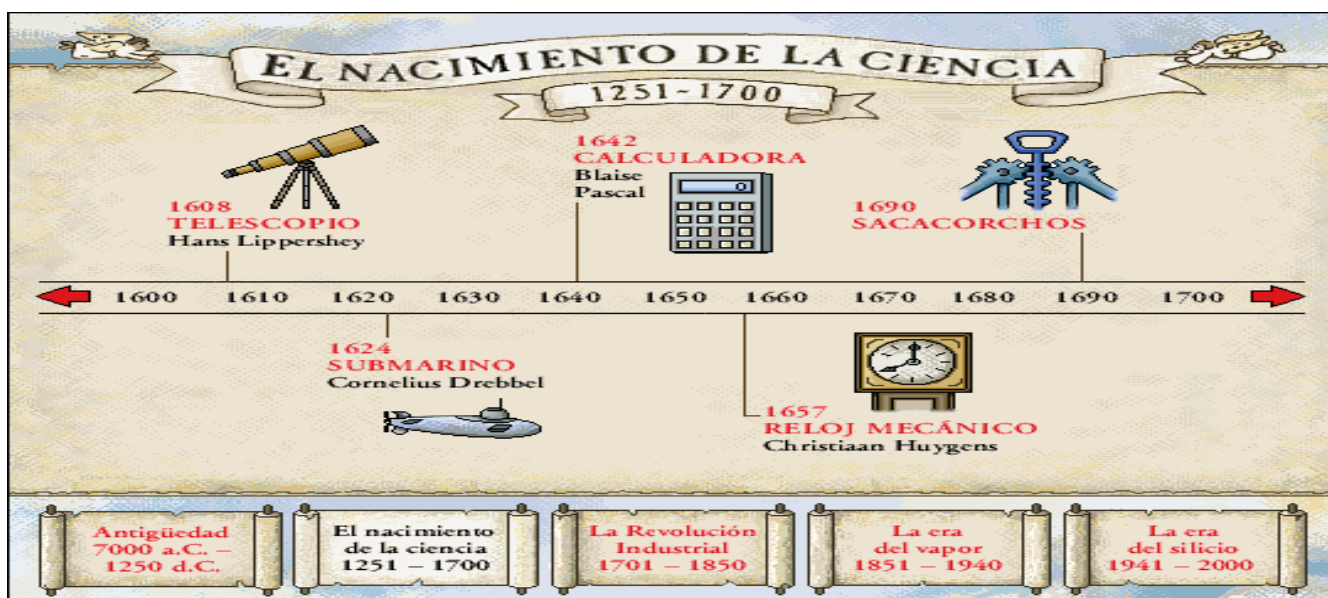 EL NACIMIENTO DE LA CIENCIA
1251-1700
1642
CALCULADORA
Blaise
Pascal
0
1608
TELESCOPIO
Hans Lippershey
1690
SACACORCHOS
1600 1610 1620 1630 1640 1650 1660 1670 1680 1690 1700
1624
SUBMARINO
Cornelius Drebbel
1657
RELOJ MECÁNICO
Christiaan Huygens
Antigüedad
7000 a.C. –
1250 d.C.
El nacimiento
de la ciencia
1251 – 1700
La Revolución
Industrial
1701 – 1850
La era
del vapor
1851 – 1940
La era
del silicio
1941 – 2000